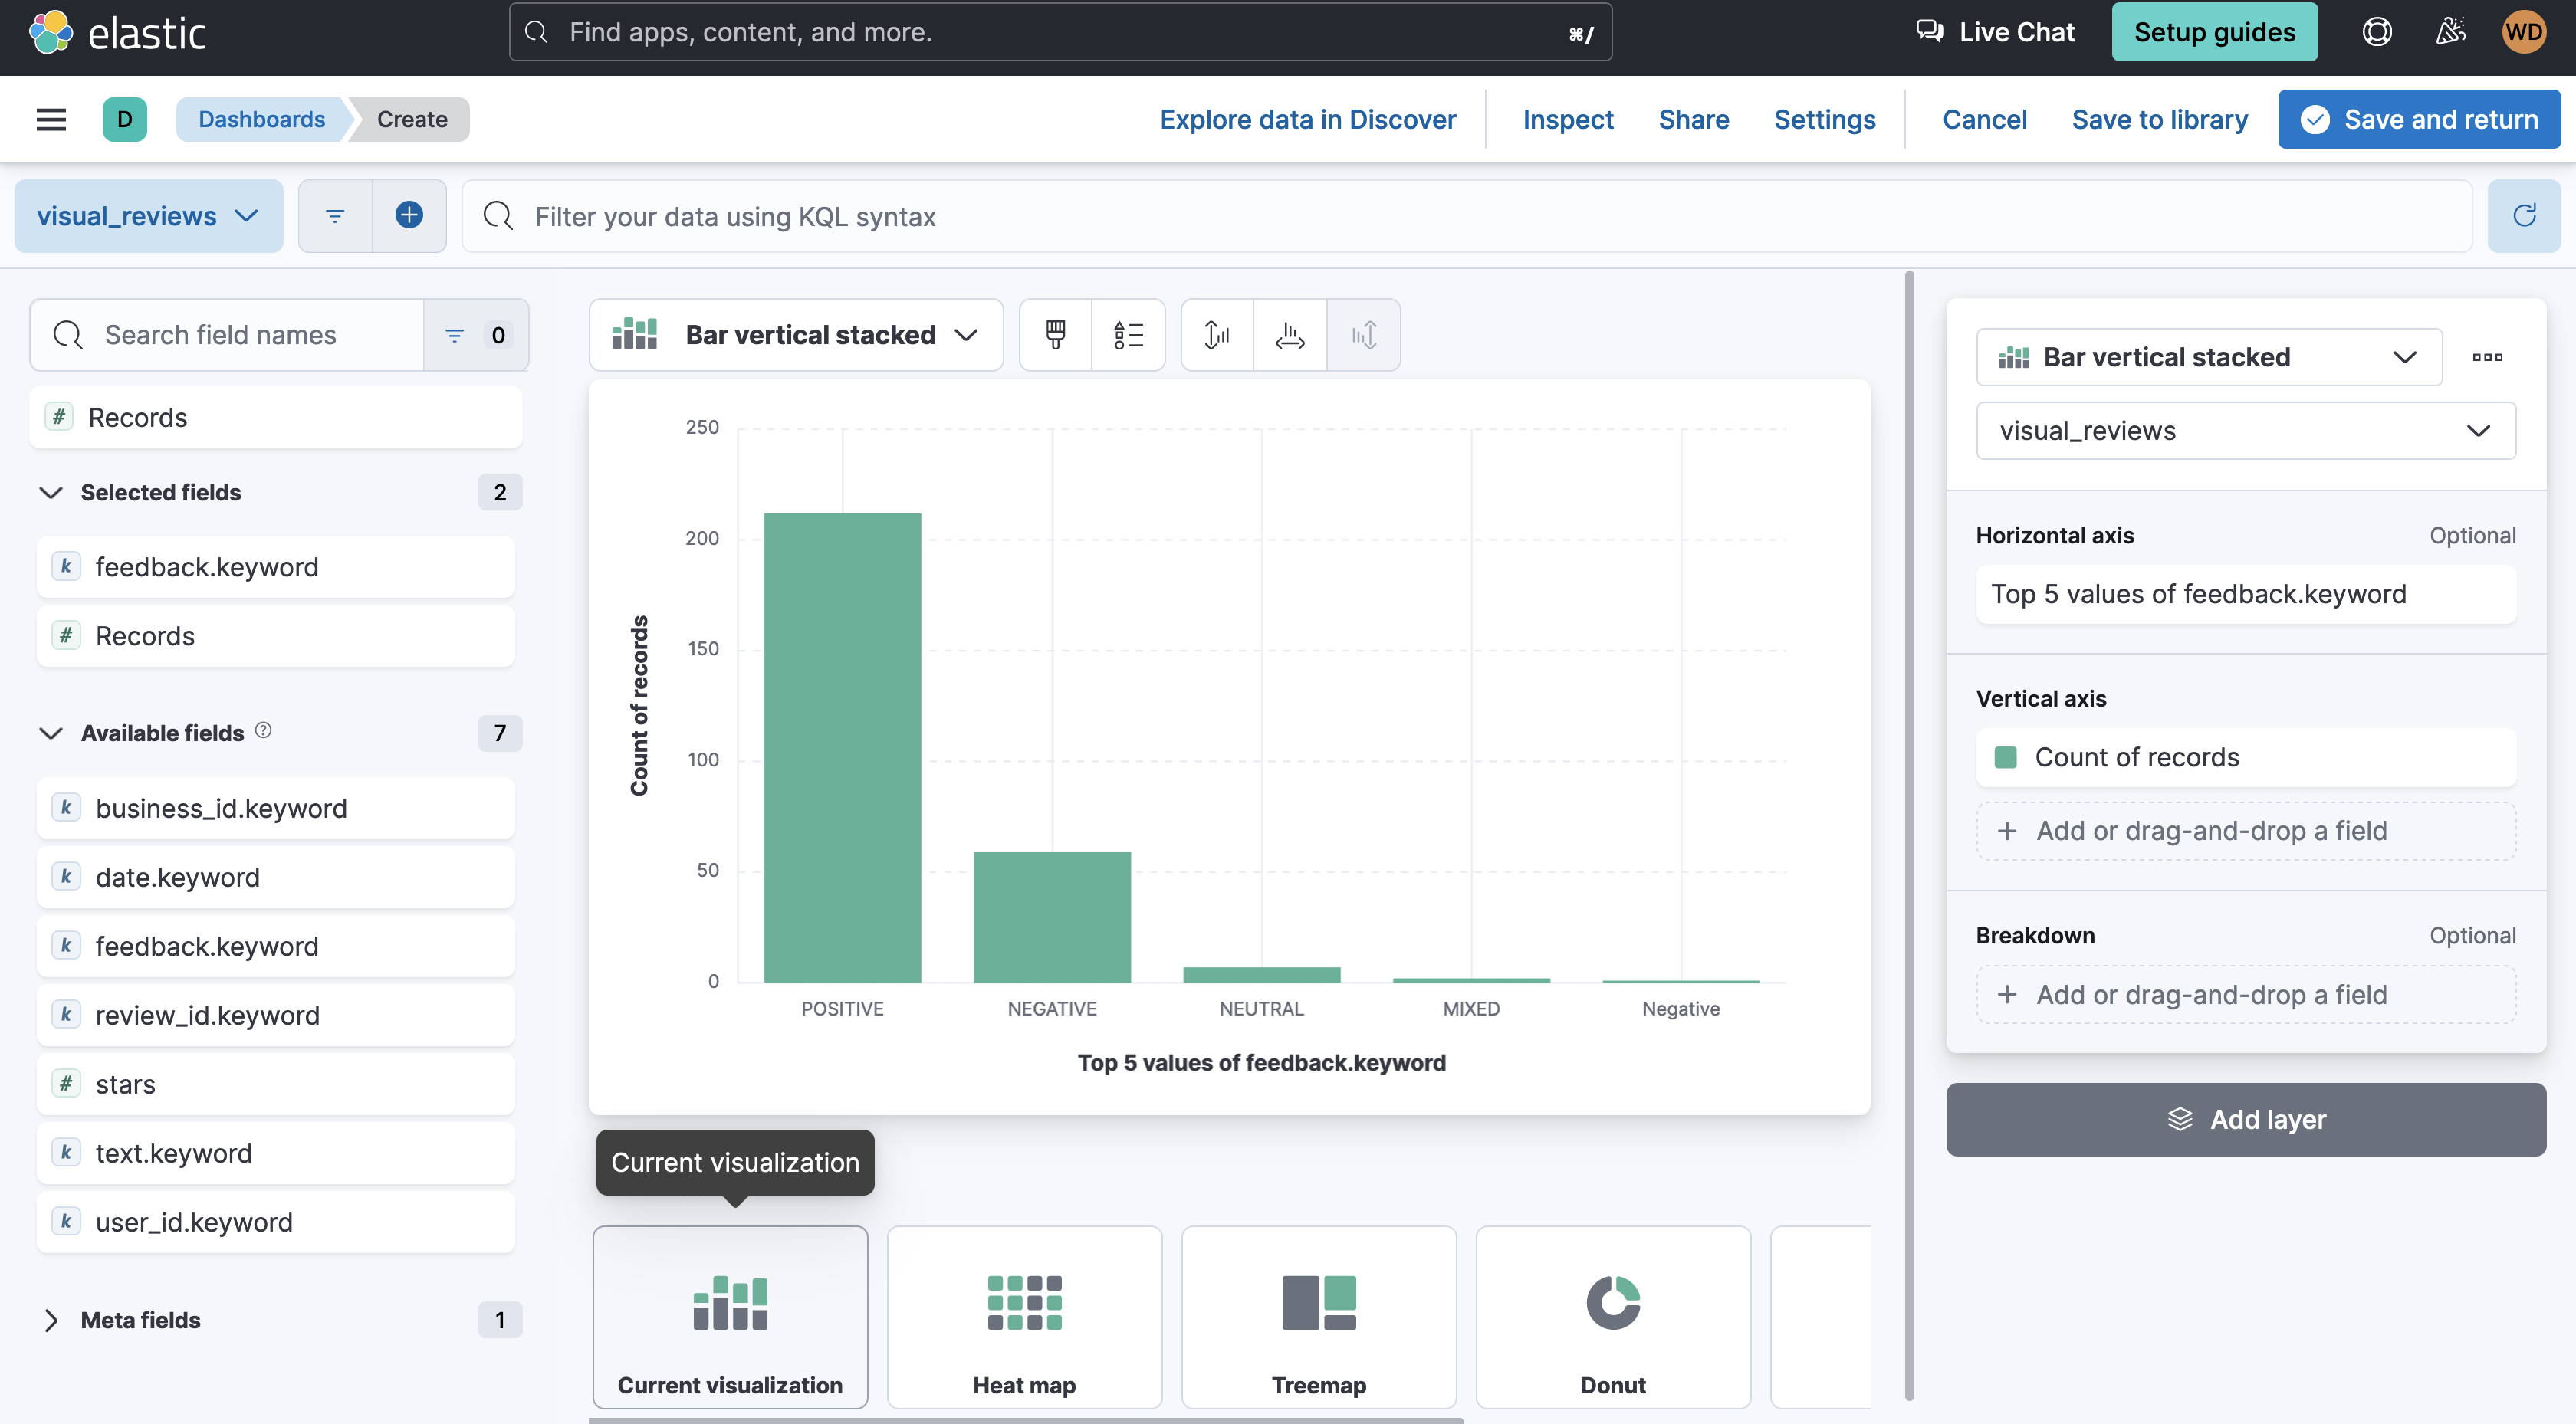 elastic
Find apps, content, and more.
⌘/
Live Chat
Setup guides
WD
D
Dashboards
Create
Explore data in Discover
Inspect
Share
Settings
Cancel
Save to library
Save and return
visual_reviews
Filter your data using KQL syntax
Search field names
0
# Records
Selected fields
2
k feedback.keyword
# Records
Available fields
7
k business_id.keyword
k date.keyword
k feedback.keyword
k review_id.keyword
# stars
k text.keyword
k user_id.keyword
Meta fields
1
Bar vertical stacked
Count of records
250
200
150
100
50
0
POSITIVE
NEGATIVE
NEUTRAL
MIXED
Negative
Top 5 values of feedback.keyword
Current visualization
Current visualization
Heat map
Treemap
Donut
Bar vertical stacked
visual_reviews
Horizontal axis
Optional
Top 5 values of feedback.keyword
Vertical axis
Count of records
+ Add or drag-and-drop a field
Breakdown
Optional
+ Add or drag-and-drop a field
Add layer